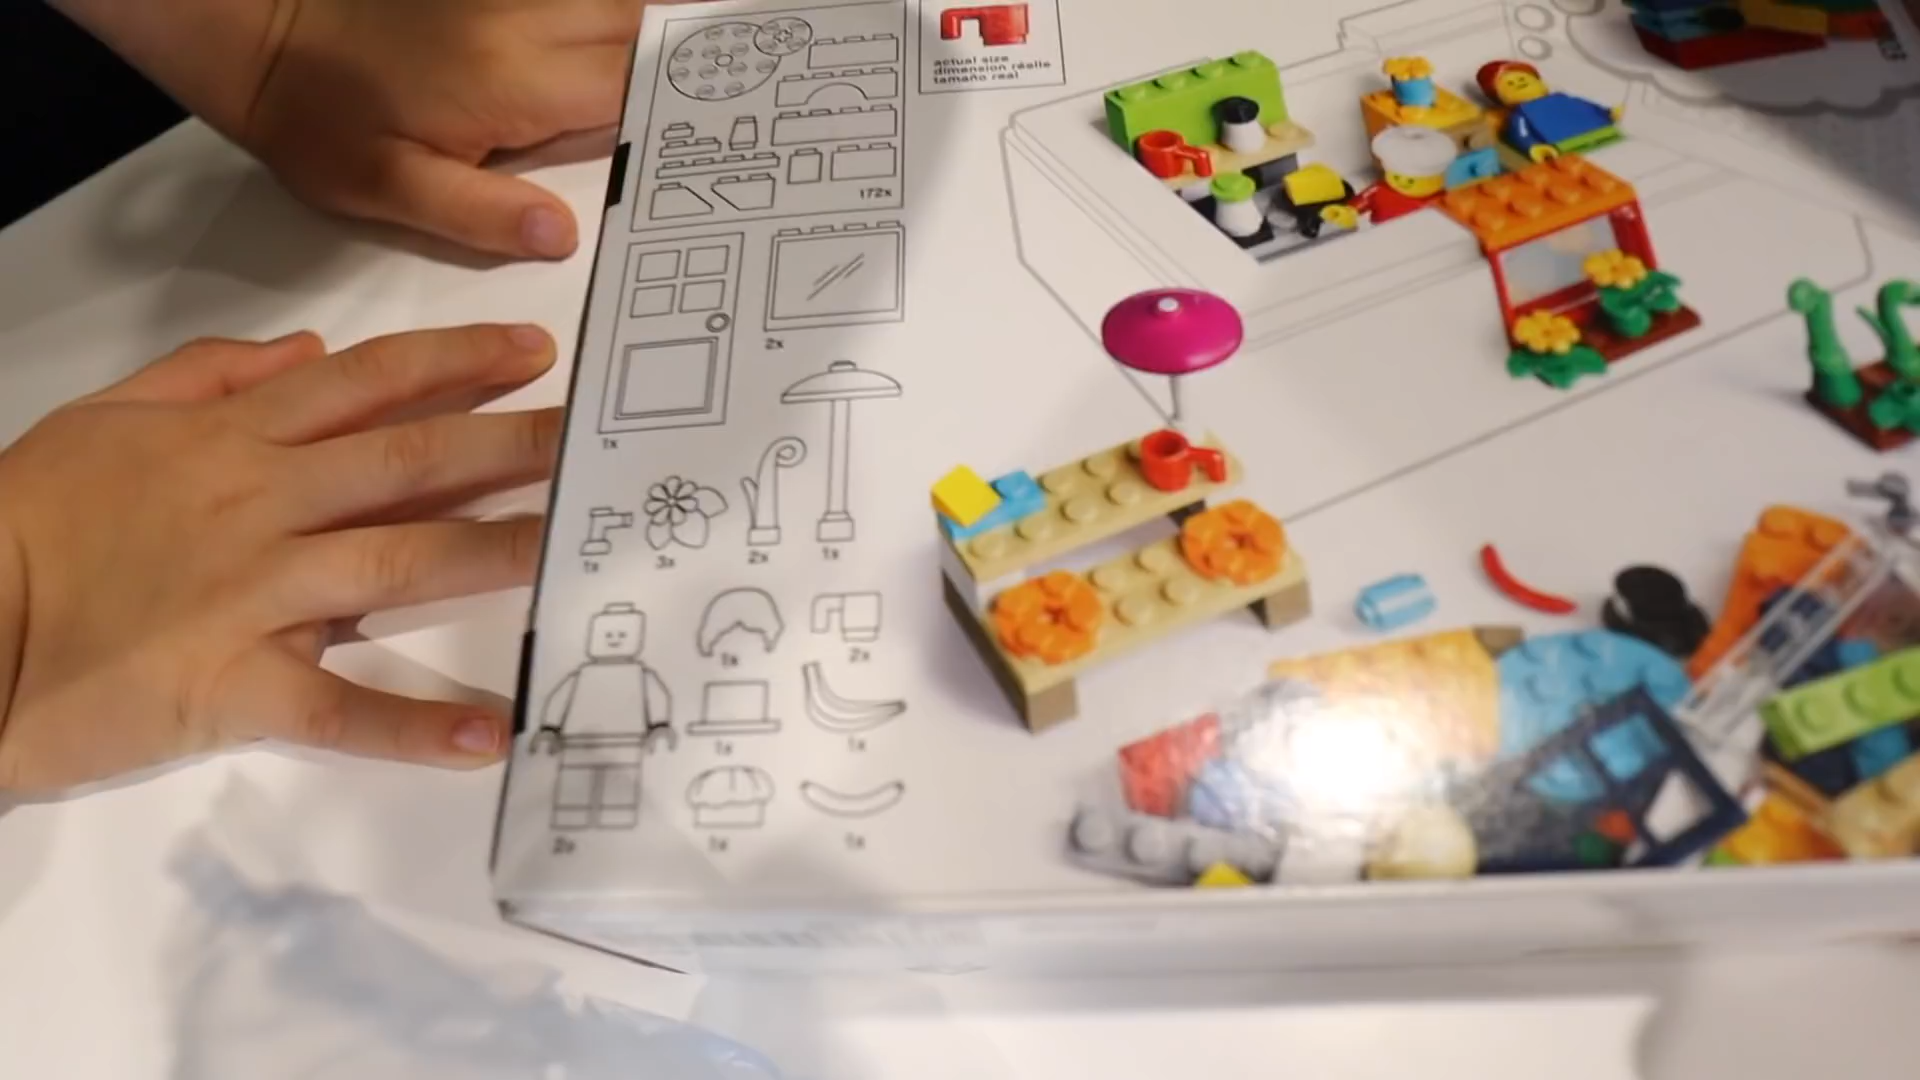 actual size
dimension réelle
tamaño real
172x
2x
1x
1x
3x
2x
1x
1x
2x
1x
1x
2x
1x
1x